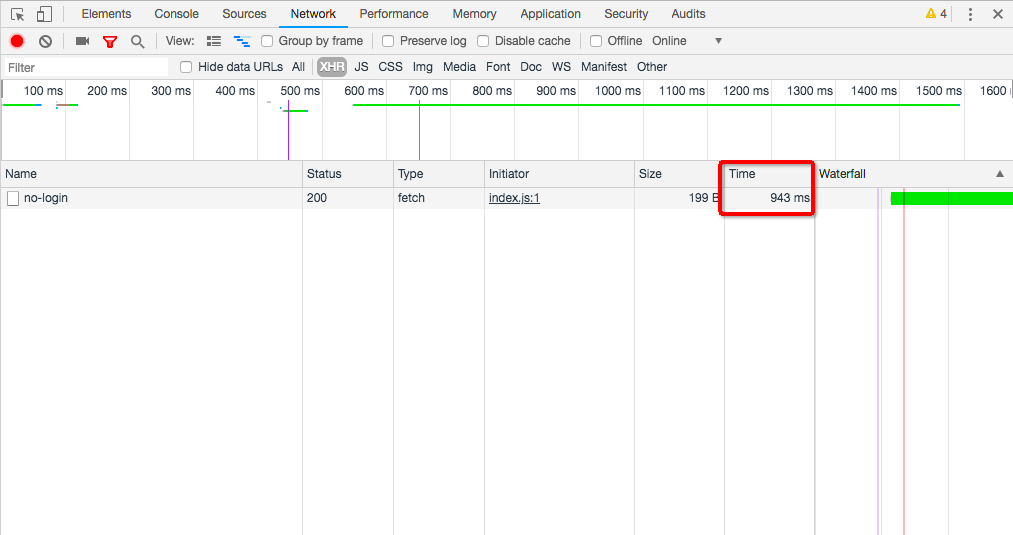 Elements Console Sources Network Performance Memory Application Security Audits 4
View: Group by frame Preserve log Disable cache Offline Online
Filter Hide data URLs All XHR JS CSS Img Media Font Doc WS Manifest Other
100 ms 200 ms 300 ms 400 ms 500 ms 600 ms 700 ms 800 ms 900 ms 1000 ms 1100 ms 1200 ms 1300 ms 1400 ms 1500 ms 1600
Name Status Type Initiator Size Time Waterfall
no-login 200 fetch index.js:1 199 B 943 ms